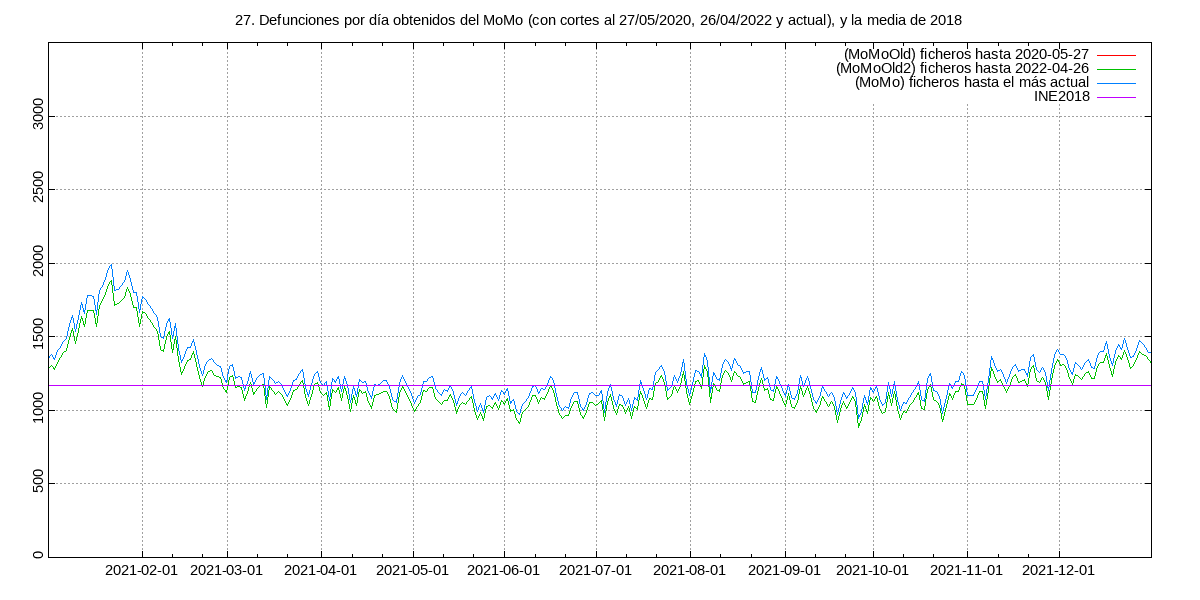 27. Defunciones por día obtenidos del MoMo (con cortes al 27/05/2020, 26/04/2022 y actual), y la media de 2018
(MoMoOld) ficheros hasta 2020-05-27
(MoMoOld2) ficheros hasta 2022-04-26
(MoMo) ficheros hasta el más actual
INE2018
3000
2500
2000
1500
1000
500
0
2021-02-01 2021-03-01 2021-04-01 2021-05-01 2021-06-01 2021-07-01 2021-08-01 2021-09-01 2021-10-01 2021-11-01 2021-12-01